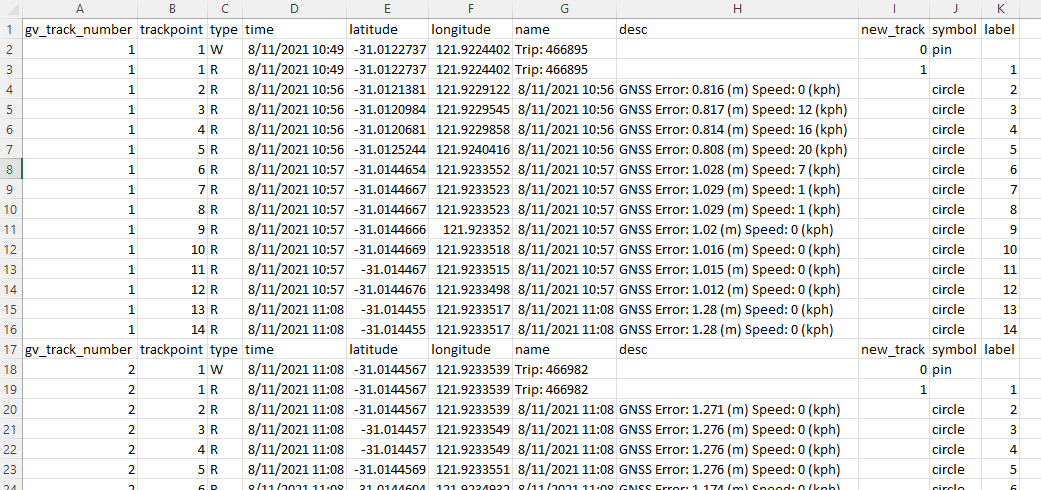 A B C D E F G H I J K
1 gv_track_number trackpoint type time latitude longitude name desc new_track symbol label
2 1 1 W 8/11/2021 10:49 -31.0122737 121.9224402 Trip: 466895 0 pin
3 1 1 R 8/11/2021 10:49 -31.0122737 121.9224402 Trip: 466895 1 1
4 1 2 R 8/11/2021 10:56 -31.0121381 121.9229122 8/11/2021 10:56 GNSS Error: 0.816 (m) Speed: 0 (kph) circle 2
5 1 3 R 8/11/2021 10:56 -31.0120984 121.9229545 8/11/2021 10:56 GNSS Error: 0.817 (m) Speed: 12 (kph) circle 3
6 1 4 R 8/11/2021 10:56 -31.0120681 121.9229858 8/11/2021 10:56 GNSS Error: 0.814 (m) Speed: 16 (kph) circle 4
7 1 5 R 8/11/2021 10:56 -31.0125244 121.9240416 8/11/2021 10:56 GNSS Error: 0.808 (m) Speed: 20 (kph) circle 5
8 1 6 R 8/11/2021 10:57 -31.0144654 121.9233552 8/11/2021 10:57 GNSS Error: 1.028 (m) Speed: 7 (kph) circle 6
9 1 7 R 8/11/2021 10:57 -31.0144667 121.9233523 8/11/2021 10:57 GNSS Error: 1.029 (m) Speed: 1 (kph) circle 7
10 1 8 R 8/11/2021 10:57 -31.0144667 121.9233523 8/11/2021 10:57 GNSS Error: 1.029 (m) Speed: 1 (kph) circle 8
11 1 9 R 8/11/2021 10:57 -31.0144666 121.923352 8/11/2021 10:57 GNSS Error: 1.02 (m) Speed: 0 (kph) circle 9
12 1 10 R 8/11/2021 10:57 -31.0144669 121.9233518 8/11/2021 10:57 GNSS Error: 1.016 (m) Speed: 0 (kph) circle 10
13 1 11 R 8/11/2021 10:57 -31.014467 121.9233515 8/11/2021 10:57 GNSS Error: 1.015 (m) Speed: 0 (kph) circle 11
14 1 12 R 8/11/2021 10:57 -31.0144676 121.9233498 8/11/2021 10:57 GNSS Error: 1.012 (m) Speed: 0 (kph) circle 12
15 1 13 R 8/11/2021 11:08 -31.014455 121.9233517 8/11/2021 11:08 GNSS Error: 1.28 (m) Speed: 0 (kph) circle 13
16 1 14 R 8/11/2021 11:08 -31.014455 121.9233517 8/11/2021 11:08 GNSS Error: 1.28 (m) Speed: 0 (kph) circle 14
17 gv_track_number trackpoint type time latitude longitude name desc new_track symbol label
18 2 1 W 8/11/2021 11:08 -31.0144567 121.9233539 Trip: 466982 0 pin
19 2 1 R 8/11/2021 11:08 -31.0144567 121.9233539 Trip: 466982 1 1
20 2 2 R 8/11/2021 11:08 -31.0144567 121.9233539 8/11/2021 11:08 GNSS Error: 1.271 (m) Speed: 0 (kph) circle 2
21 2 3 R 8/11/2021 11:08 -31.014457 121.9233549 8/11/2021 11:08 GNSS Error: 1.276 (m) Speed: 0 (kph) circle 3
22 2 4 R 8/11/2021 11:08 -31.014457 121.9233549 8/11/2021 11:08 GNSS Error: 1.276 (m) Speed: 0 (kph) circle 4
23 2 5 R 8/11/2021 11:08 -31.0144569 121.9233551 8/11/2021 11:08 GNSS Error: 1.276 (m) Speed: 0 (kph) circle 5
24 2 6 R 8/11/2021 11:08 -31.0144604 121.9234932 8/11/2021 11:08 GNSS Error: 1.174 (m) Speed: 0 (kph) circle 6